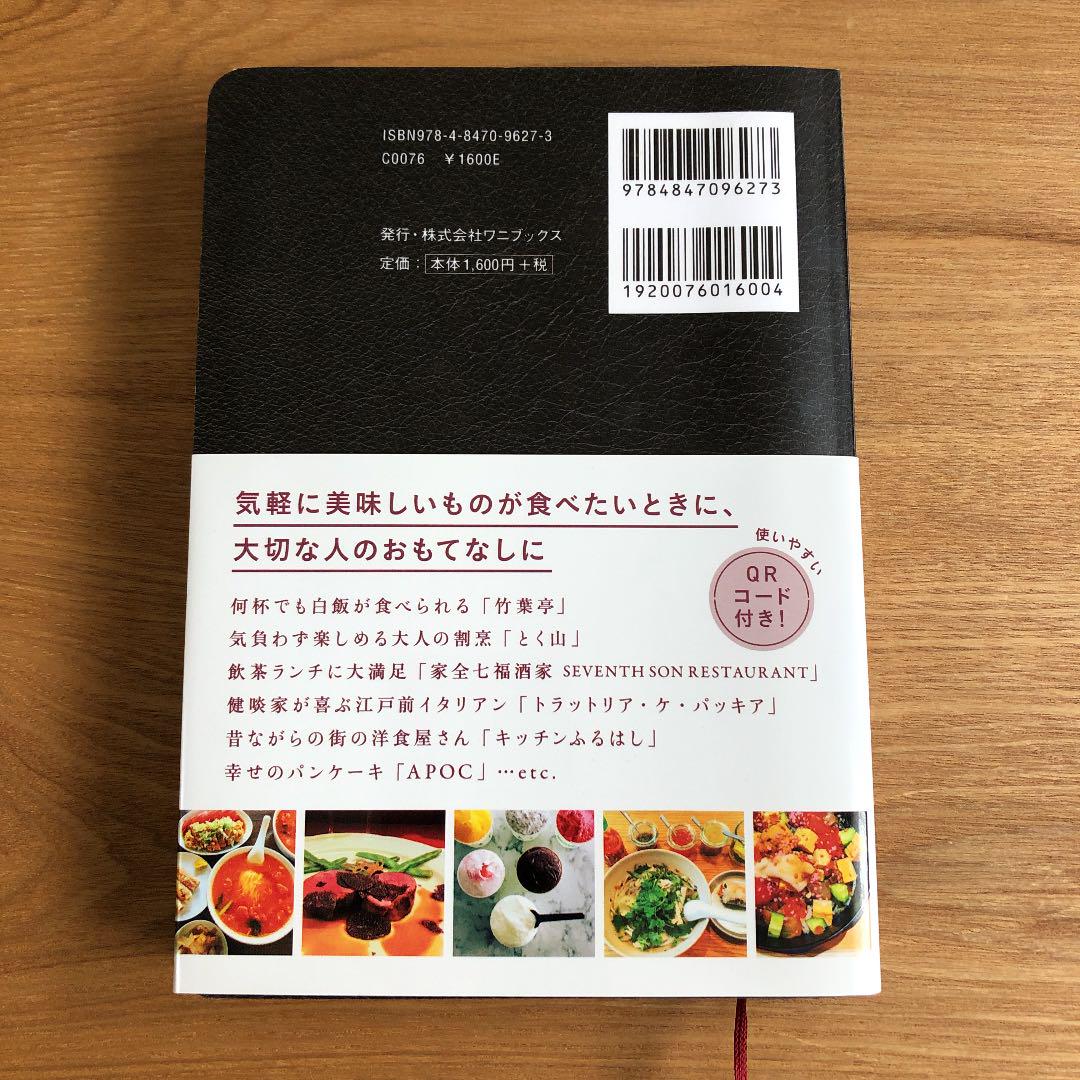 ISBN978-4-8470-9627-3
C0076 ￥1600E
発行・株式会社ワニブックス
定価：本体1,600円＋税
9784847096273
1920076016004
気軽に美味しいものが食べたいときに、
大切な人のおもてなしに
使いやすい
QR
コード
付き！
何杯でも白飯が食べられる「竹葉亭」
気負わず楽しめる大人の割烹「とく山」
飲茶ランチに大満足「家全七福酒家 SEVENTH SON RESTAURANT」
健啖家が喜ぶ江戸前イタリアン「トラットリア・ケ・パッキア」
昔ながらの街の洋食屋さん「キッチンふるはし」
幸せのパンケーキ「APOC」…etc.